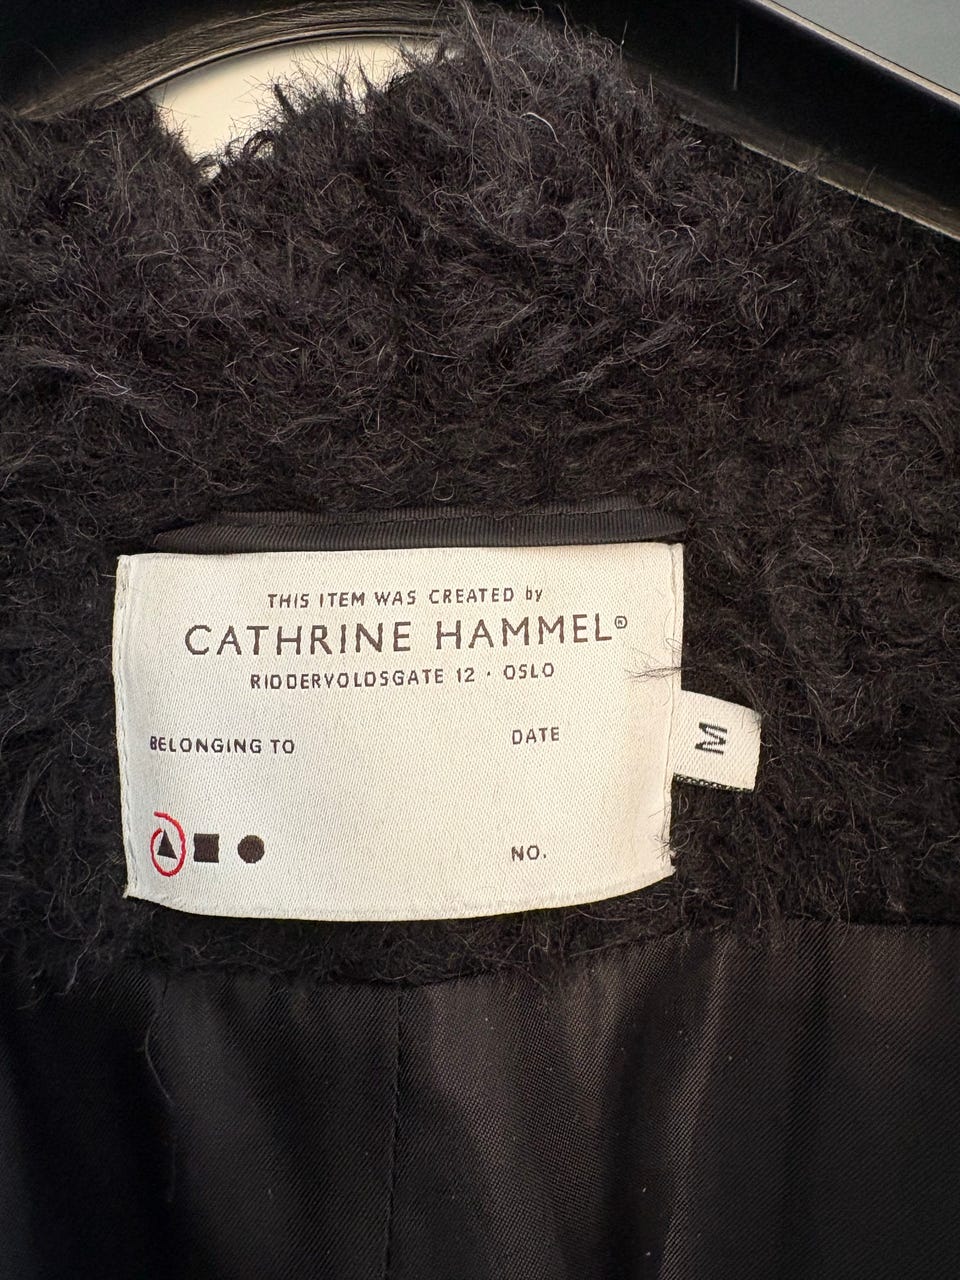 THIS ITEM WAS CREATED by
CATHRINE HAMMEL®
RIDDERVOLDSGATE 12 · OSLO
BELONGING TO
DATE
NO.
M